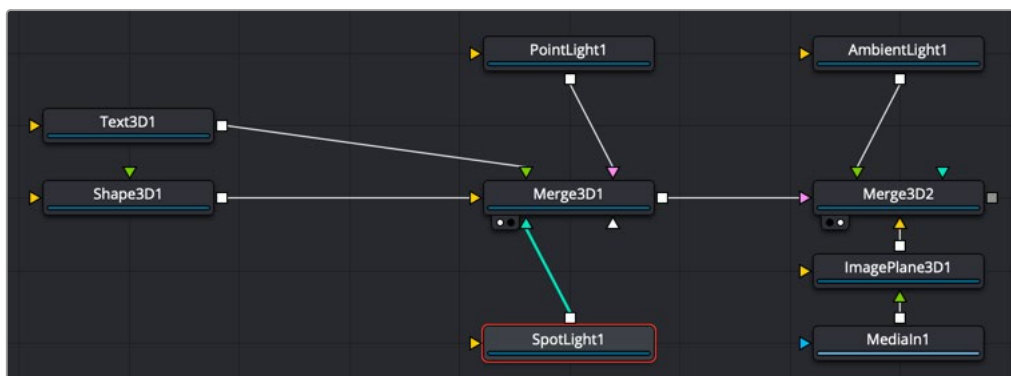 PointLight1
AmbientLight1
Text3D1
Shape3D1
Merge3D1
Merge3D2
ImagePlane3D1
SpotLight1
MediaIn1